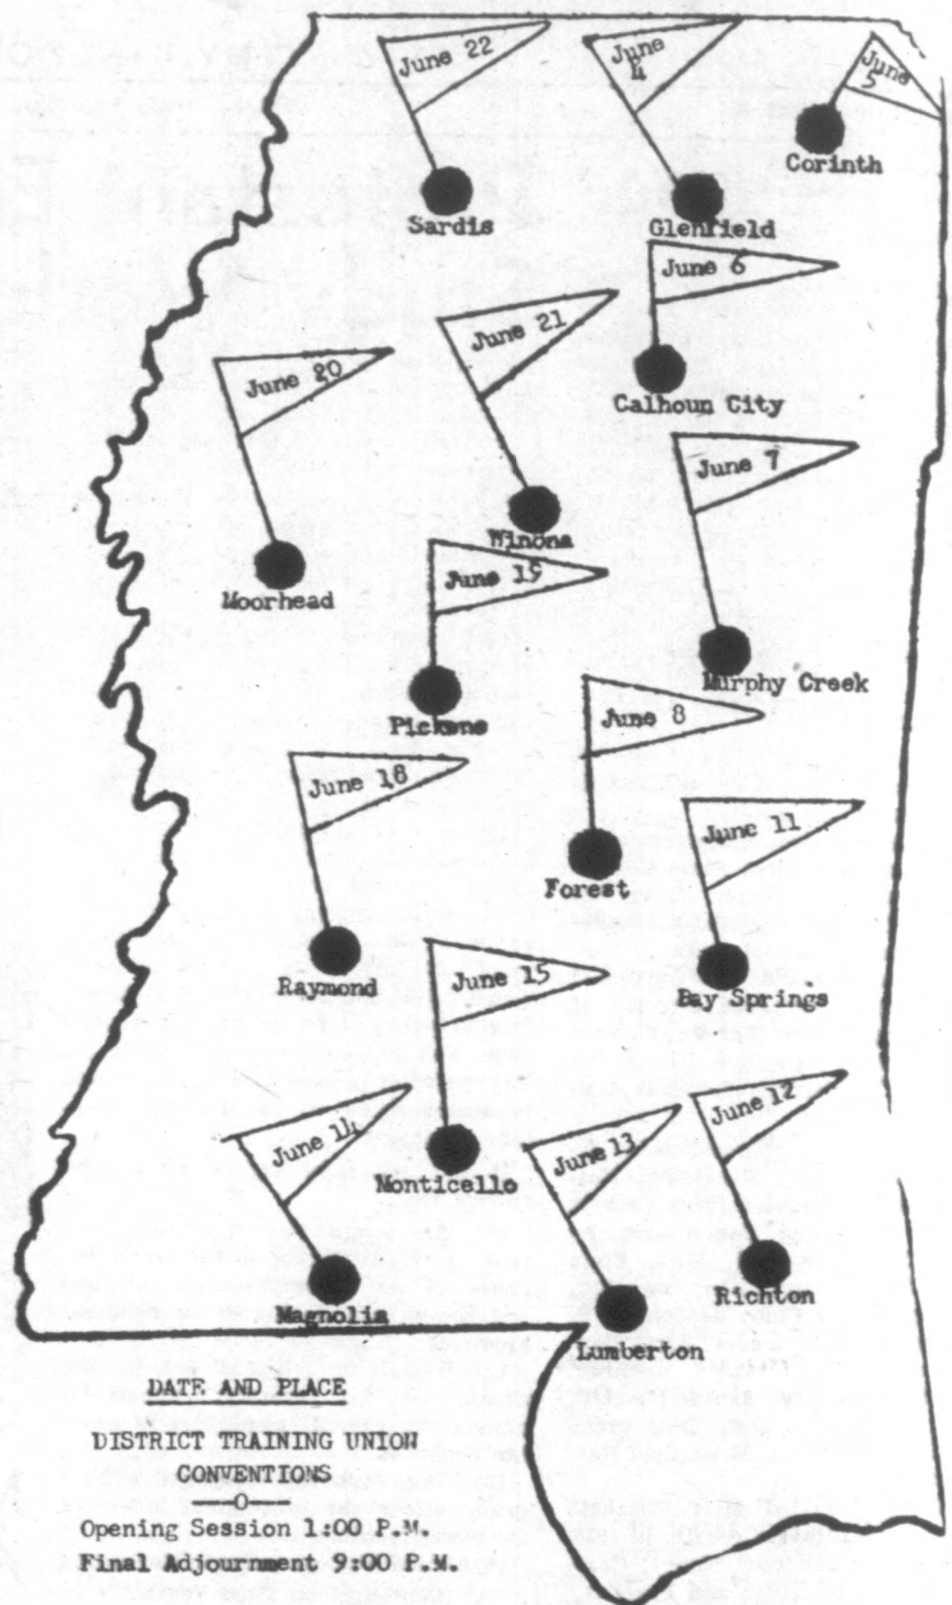 June 22
June
4
June
5
Corinth
Sardis
Glenfield
June 6
June 21
June 20
Calhoun City
June 7
Winona
June 19
Moorhead
Murphy Creek
Pickens
June 8
June 18
June 11
Forest
Raymond
June 15
Bay Springs
June 14
June 13
June 12
Monticello
Magnolia
Richton
Lumberton
DATE AND PLACE
DISTRICT TRAINING UNION
CONVENTIONS
—O—
Opening Session 1:00 P.M.
Final Adjournment 9:00 P.M.